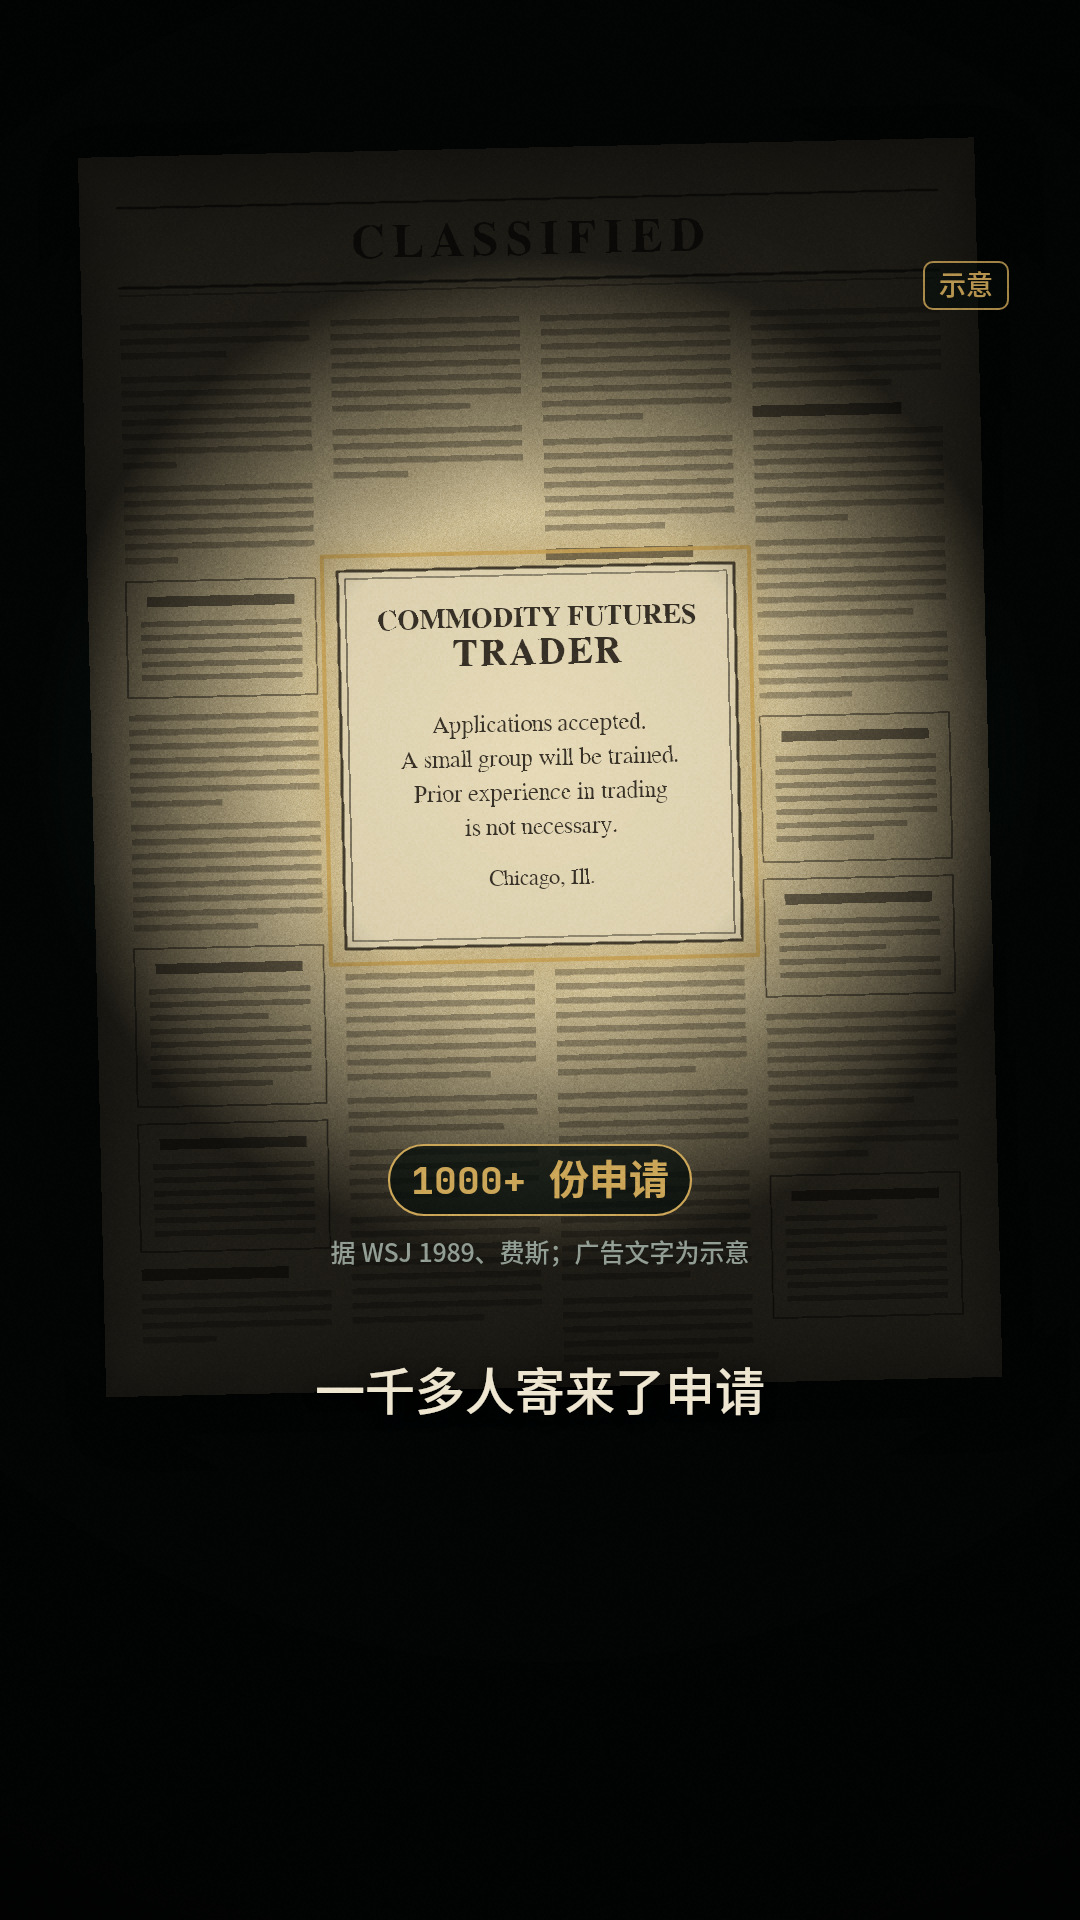 CLASSIFIED
示意
COMMODITY FUTURES
TRADER
Applications accepted.
A small group will be trained.
Prior experience in trading
is not necessary.
Chicago, Ill.
1000+ 份申请
据 WSJ 1989、费斯；广告文字为示意
一千多人寄来了申请